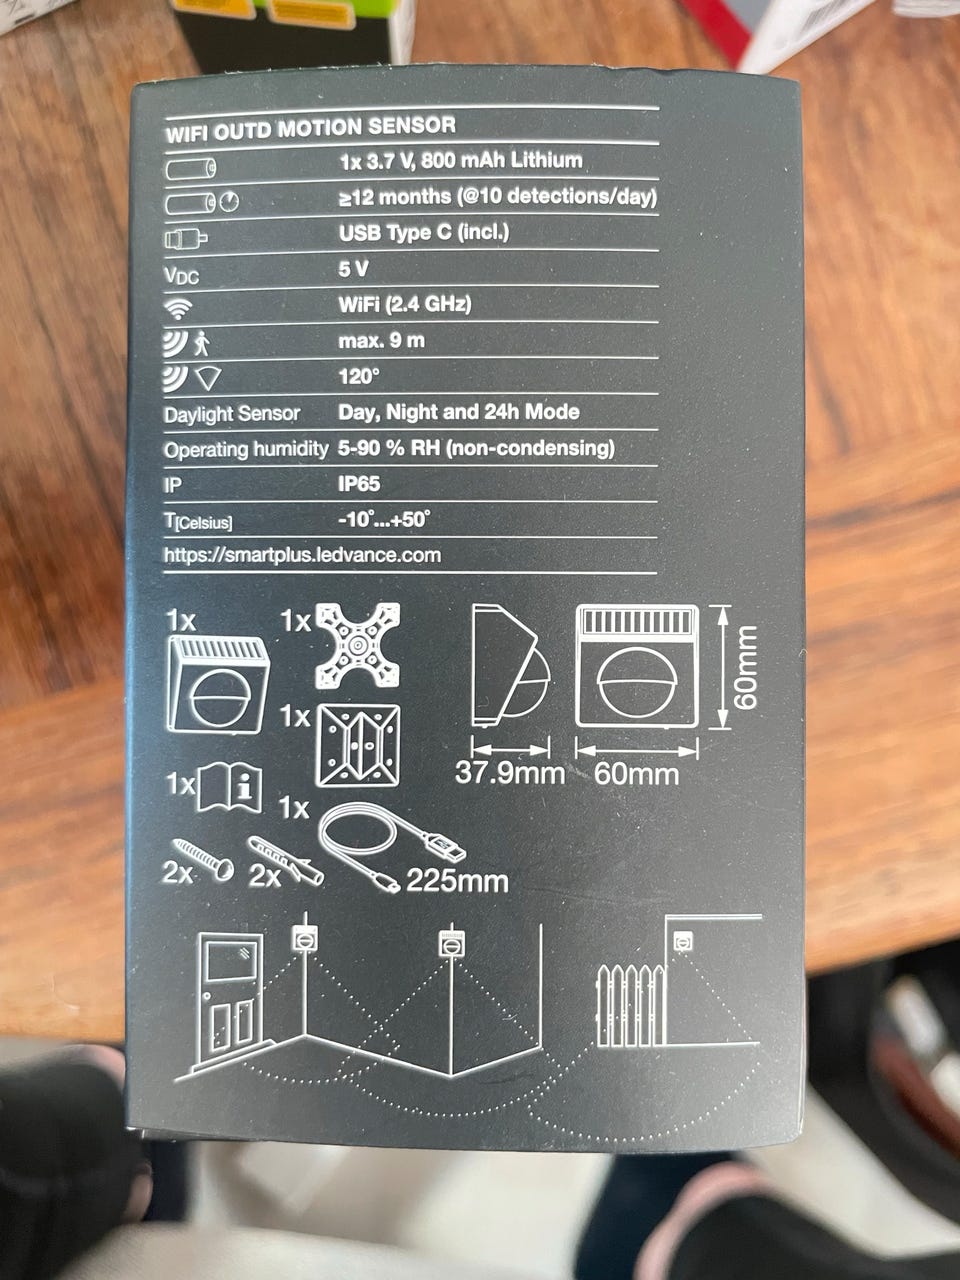 WIFI OUTD MOTION SENSOR
1x 3.7 V, 800 mAh Lithium
≥12 months (@10 detections/day)
USB Type C (incl.)
VDC 5 V
WiFi (2.4 GHz)
max. 9 m
120°
Daylight Sensor Day, Night and 24h Mode
Operating humidity 5-90 % RH (non-condensing)
IP IP65
T[Celsius] -10°...+50°
https://smartplus.ledvance.com
1x 1x
1x
60mm
37.9mm 60mm
1x i
1x
2x 2x 225mm